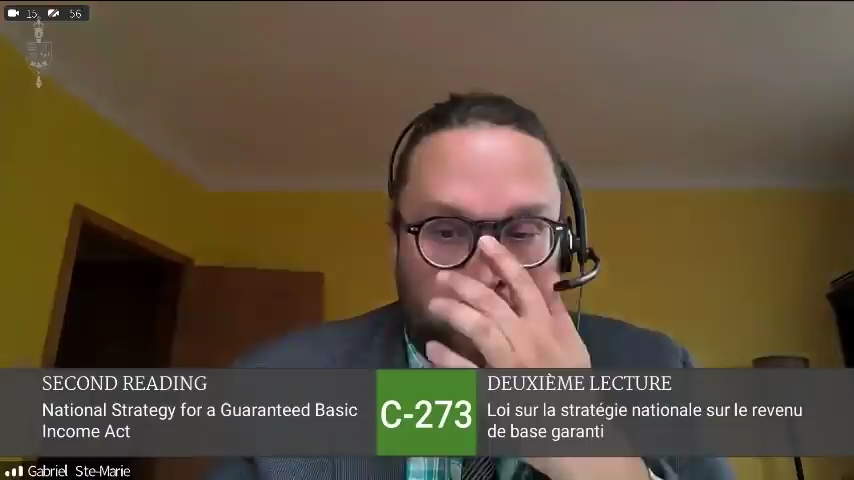 15 56
SECOND READING
National Strategy for a Guaranteed Basic
Income Act
C-273
DEUXIÈME LECTURE
Loi sur la stratégie nationale sur le revenu
de base garanti
Gabriel Ste-Marie